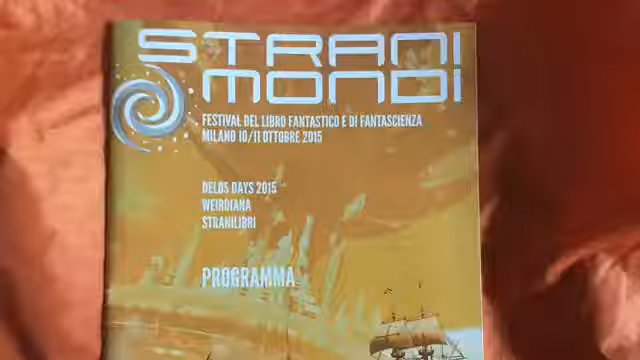 STRANI
MONDI
FESTIVAL DEL LIBRO FANTASTICO E DI FANTASCIENZA
MILANO 10/11 OTTOBRE 2015
DELOS DAYS 2015
WEIRDIANA
STRANILIBRI
PROGRAMMA